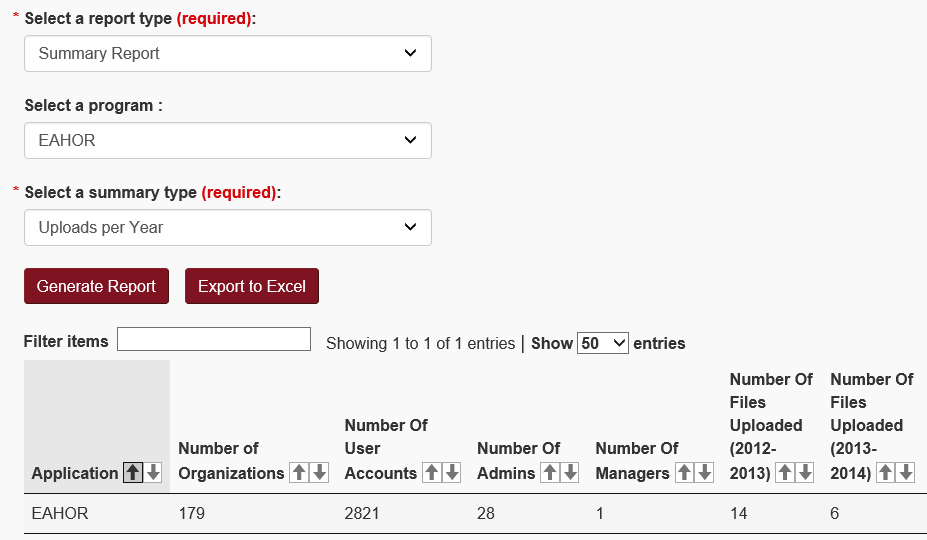 * Select a report type (required):
Summary Report
Select a program :
EAHOR
* Select a summary type (required):
Uploads per Year
Generate Report Export to Excel
Filter items Showing 1 to 1 of 1 entries | Show 50 entries
Application
Number of
Organizations
Number Of
User
Accounts
Number Of
Admins
Number Of
Managers
Number Of
Files
Uploaded
(2012-
2013)
Number Of
Files
Uploaded
(2013-
2014)
EAHOR 179 2821 28 1 14 6